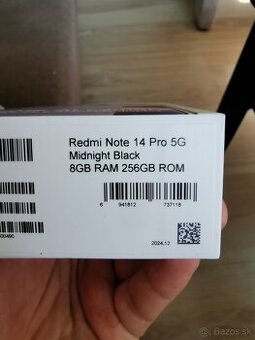 Redmi Note 14 Pro 5G
Midnight Black
8GB RAM 256GB ROM
6 941812 737118
2024.12
Bazos.sk